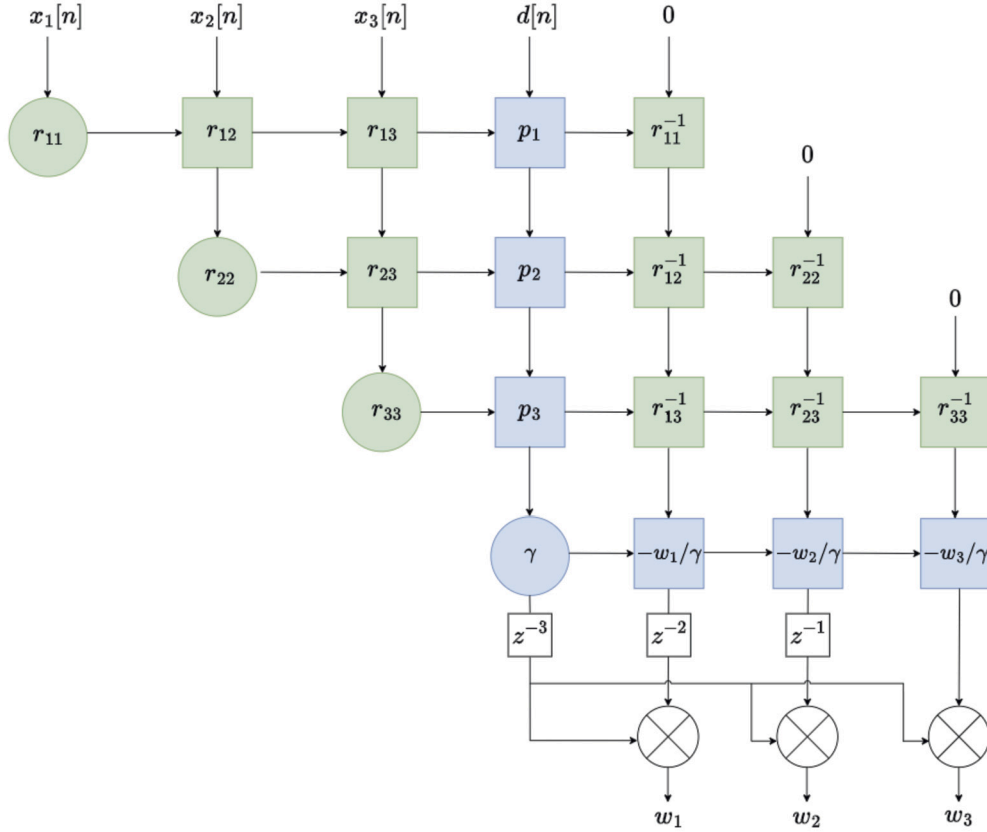 x₁[n] x₂[n] x₃[n] d[n] 0
r₁₁ r₁₂ r₁₃ p₁ r₁₁⁻¹
0
r₂₂ r₂₃ p₂ r₁₂⁻¹ r₂₂⁻¹
0
r₃₃ p₃ r₁₃⁻¹ r₂₃⁻¹ r₃₃⁻¹
γ −w₁/γ −w₂/γ −w₃/γ
z⁻³ z⁻² z⁻¹
w₁ w₂ w₃